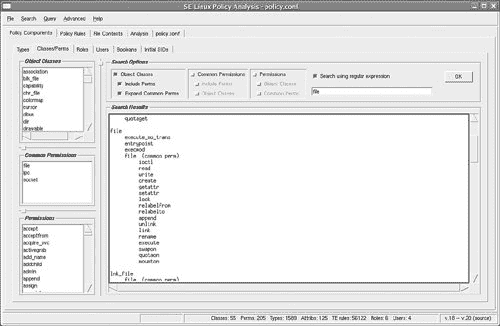 SE Linux Policy Analysis - policy.conf
File Search Query Advanced Help
Policy Components Policy Rules File Contexts Analysis policy.conf
Types Classes/Perms Roles Users Booleans Initial SIDs
Object Classes
association
blk_file
capability
chr_file
colormap
cursor
dbus
dir
drawable
Common Permissions
file
ipc
socket
Permissions
accept
acceptfrom
acquire_svc
activegrab
add_name
addchild
admin
append
assign
Search Options
Object Classes
Include Perms
Expand Common Perms
Common Permissions
Include Perms
Object Classes
Permissions
Object Classes
Common Perms
Search using regular expression
file
OK
Search Results
quotaget
file
execute_no_trans
entrypoint
execmod
file (common perm)
ioctl
read
write
create
getattr
setattr
lock
relabelfrom
relabelto
append
unlink
link
rename
execute
swapon
quotaon
mounton
lnk_file
file (common perm)
Classes: 55 Perms: 205 Types: 1589 Attribs: 125 TE rules: 56122 Roles: 6 Users: 4
v.18 - v.20 (source)